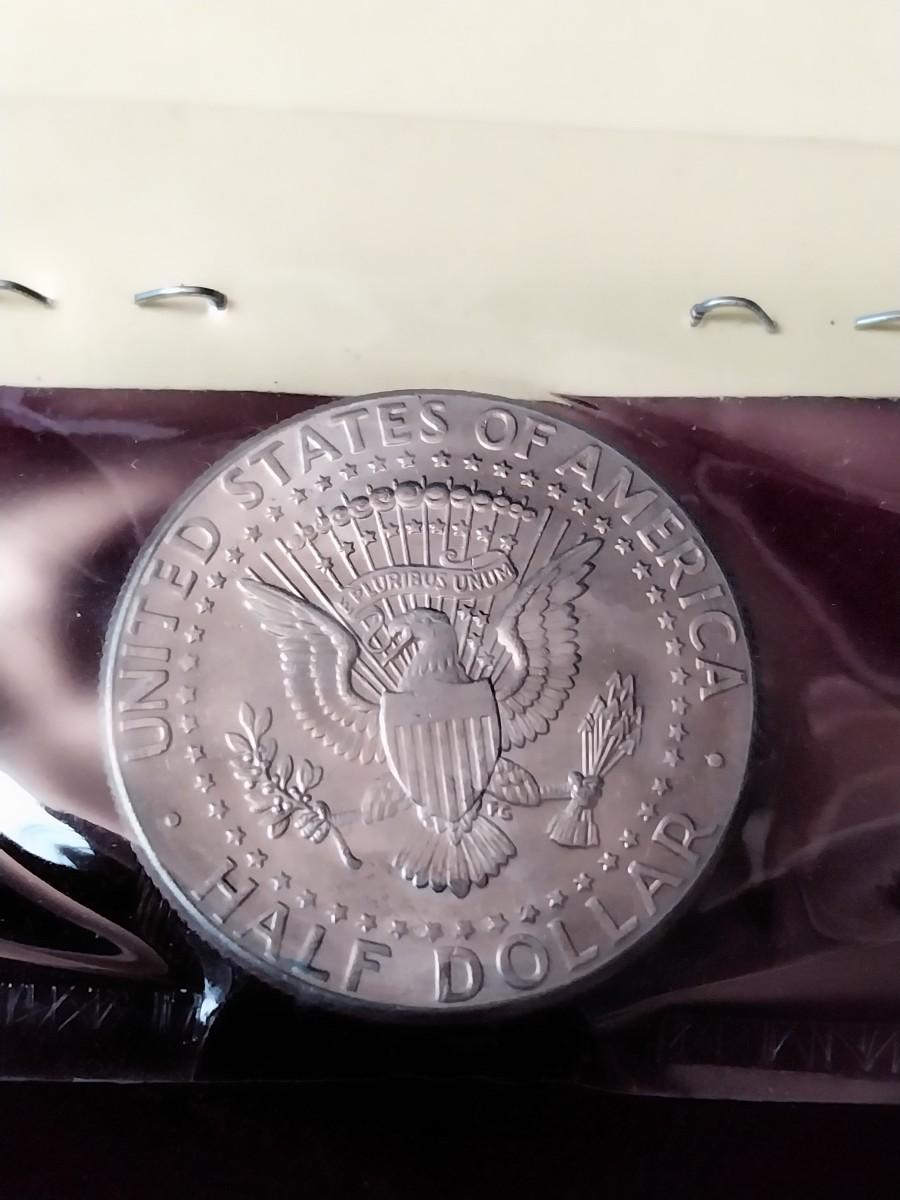 UNITED STATES OF AMERICA
E PLURIBUS UNUM
HALF DOLLAR